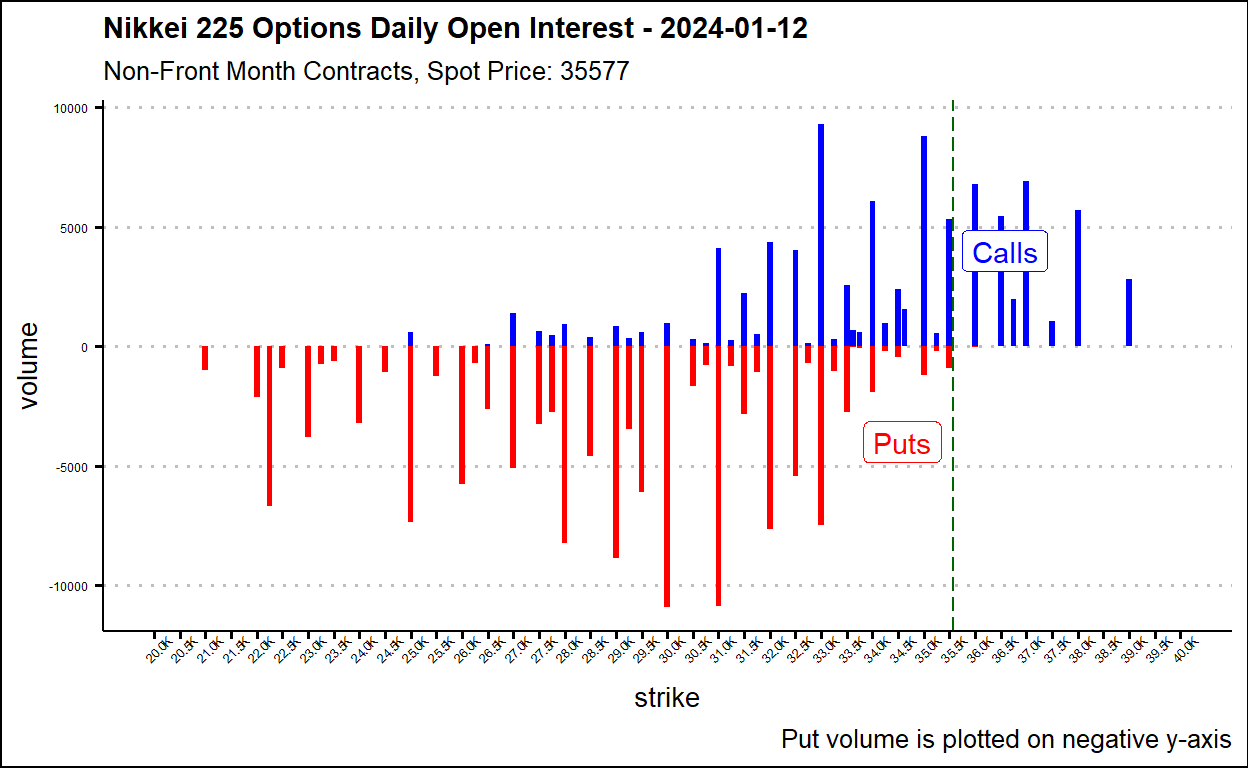 Nikkei 225 Options Daily Open Interest - 2024-01-12
Non-Front Month Contracts, Spot Price: 35577
10000
5000
0
-5000
-10000
volume
Calls
Puts
20.0K
20.5K
21.0K
21.5K
22.0K
22.5K
23.0K
23.5K
24.0K
24.5K
25.0K
25.5K
26.0K
26.5K
27.0K
27.5K
28.0K
28.5K
29.0K
29.5K
30.0K
30.5K
31.0K
31.5K
32.0K
32.5K
33.0K
33.5K
34.0K
34.5K
35.0K
35.5K
36.0K
36.5K
37.0K
37.5K
38.0K
38.5K
39.0K
39.5K
40.0K
strike
Put volume is plotted on negative y-axis